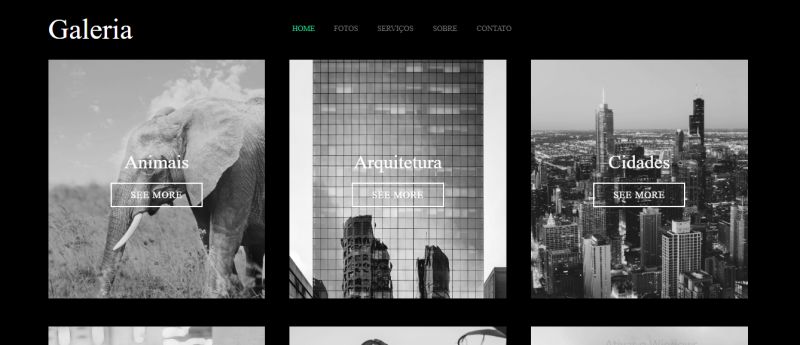 Galeria
HOME FOTOS SERVIÇOS SOBRE CONTATO
Animais
SEE MORE
Arquitetura
SEE MORE
Cidades
SEE MORE